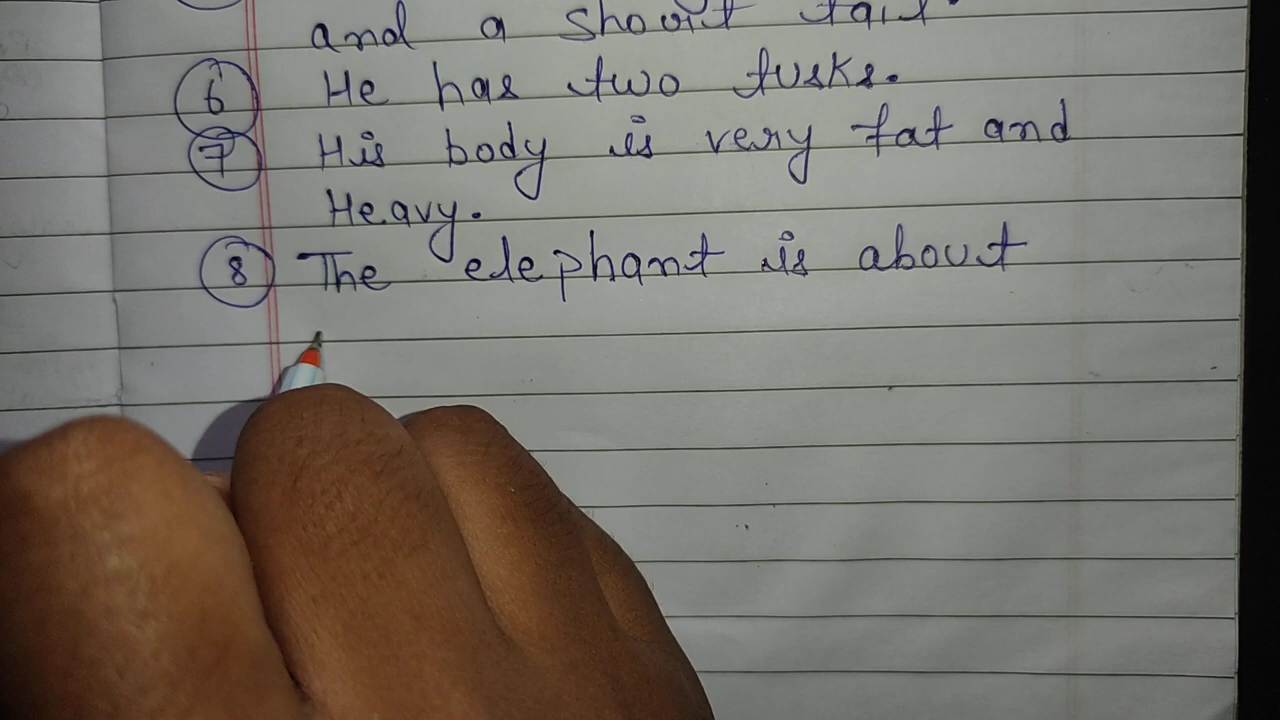 and a short tail.
6 He has two tusks.
7 His body is very fat and
Heavy.
8 The elephant is about